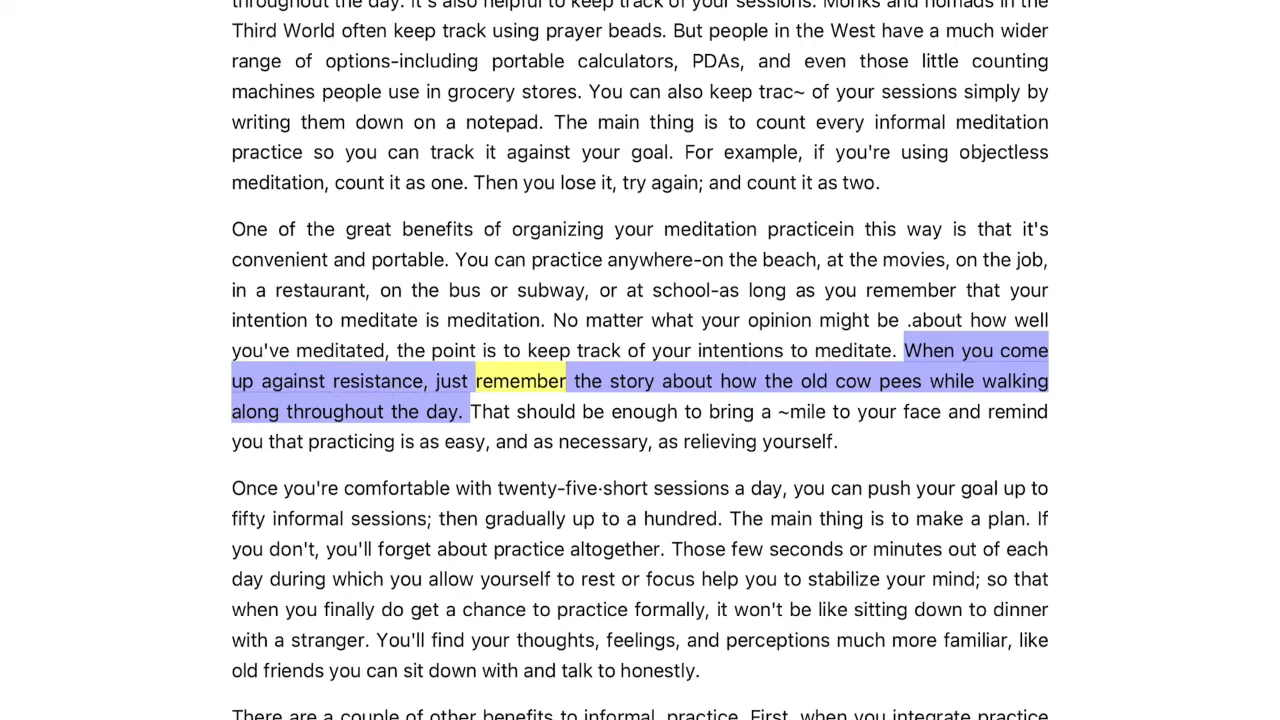 throughout the day. It's also helpful to keep track of your sessions. Monks and nomads in the
Third World often keep track using prayer beads. But people in the West have a much wider
range of options-including portable calculators, PDAs, and even those little counting
machines people use in grocery stores. You can also keep trac~ of your sessions simply by
writing them down on a notepad. The main thing is to count every informal meditation
practice so you can track it against your goal. For example, if you're using objectless
meditation, count it as one. Then you lose it, try again; and count it as two.
One of the great benefits of organizing your meditation practicein this way is that it's
convenient and portable. You can practice anywhere-on the beach, at the movies, on the job,
in a restaurant, on the bus or subway, or at school-as long as you remember that your
intention to meditate is meditation. No matter what your opinion might be .about how well
you've meditated, the point is to keep track of your intentions to meditate. When you come
up against resistance, just remember the story about how the old cow pees while walking
along throughout the day. That should be enough to bring a ~mile to your face and remind
you that practicing is as easy, and as necessary, as relieving yourself.
Once you're comfortable with twenty-five·short sessions a day, you can push your goal up to
fifty informal sessions; then gradually up to a hundred. The main thing is to make a plan. If
you don't, you'll forget about practice altogether. Those few seconds or minutes out of each
day during which you allow yourself to rest or focus help you to stabilize your mind; so that
when you finally do get a chance to practice formally, it won't be like sitting down to dinner
with a stranger. You'll find your thoughts, feelings, and perceptions much more familiar, like
old friends you can sit down with and talk to honestly.
There are a couple of other benefits to informal practice. First, when you integrate practice